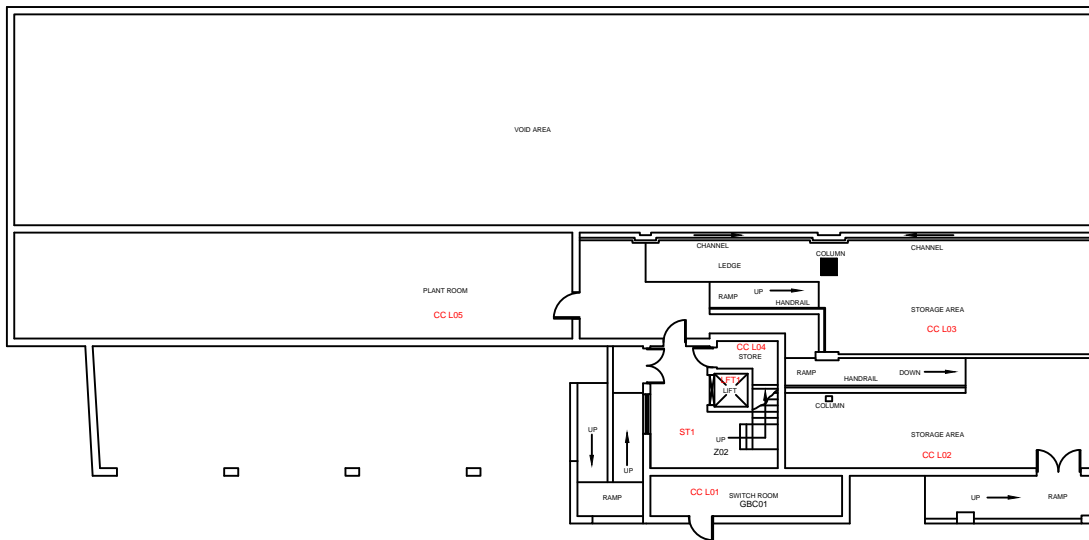 VOID AREA
CHANNEL
CHANNEL
COLUMN
LEDGE
PLANT ROOM
RAMP
UP
HANDRAIL
STORAGE AREA
CC L05
CC L03
CC L04
STORE
RAMP
DOWN
HANDRAIL
LFT1
LIFT
COLUMN
UP
ST1
UP
Z02
STORAGE AREA
CC L02
UP
CC L01
SWITCH ROOM
GBC01
RAMP
UP
RAMP